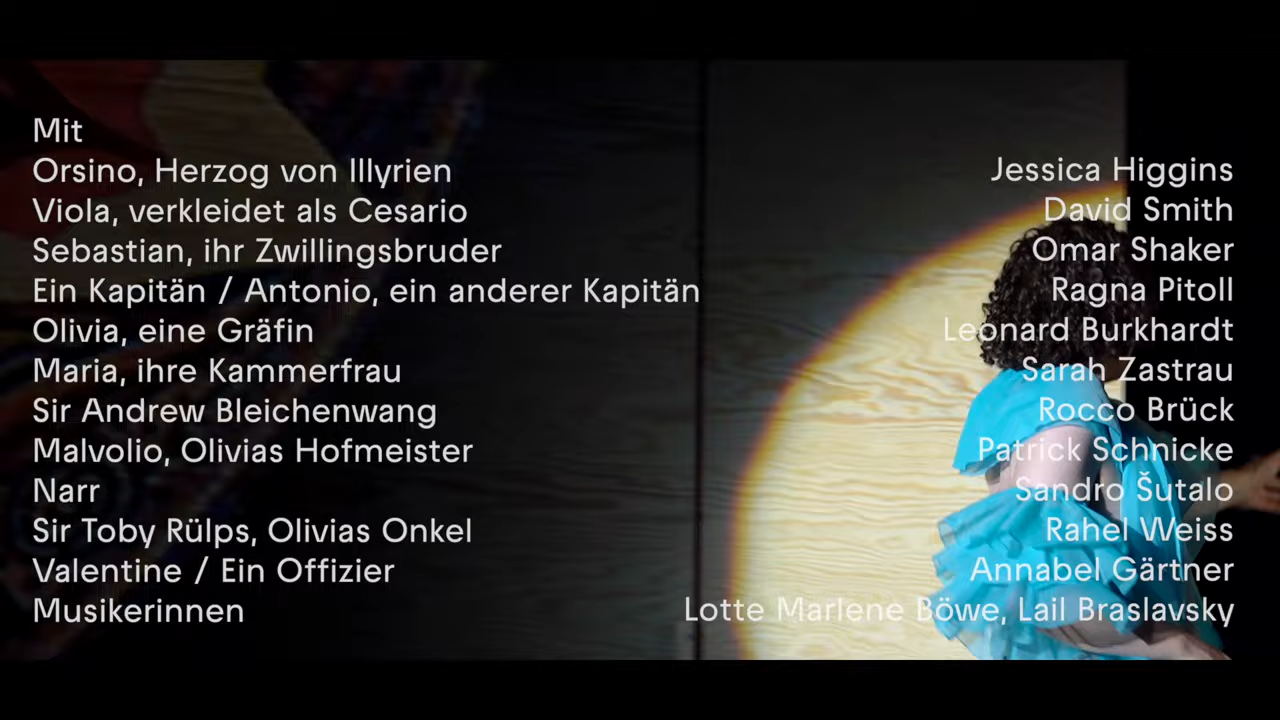 Mit
Orsino, Herzog von Illyrien Jessica Higgins
Viola, verkleidet als Cesario David Smith
Sebastian, ihr Zwillingsbruder Omar Shaker
Ein Kapitän / Antonio, ein anderer Kapitän Ragna Pitoll
Olivia, eine Gräfin Leonard Burkhardt
Maria, ihre Kammerfrau Sarah Zastrau
Sir Andrew Bleichenwang Rocco Brück
Malvolio, Olivias Hofmeister Patrick Schnicke
Narr Sandro Šutalo
Sir Toby Rülps, Olivias Onkel Rahel Weiss
Valentine / Ein Offizier Annabel Gärtner
Musikerinnen Lotte Marlene Böwe, Lail Braslavsky